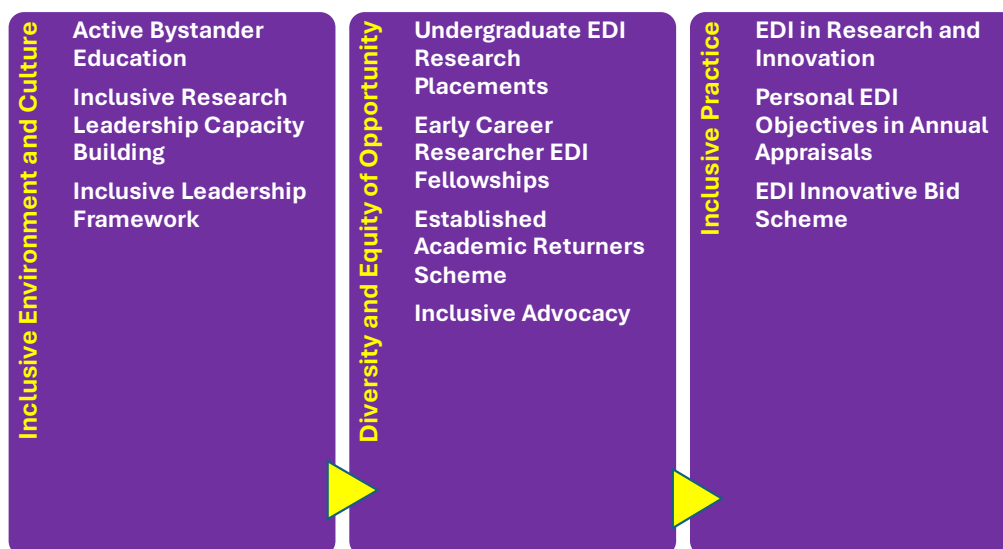 Inclusive Environment and Culture
Active Bystander
Education
Inclusive Research
Leadership Capacity
Building
Inclusive Leadership
Framework
Diversity and Equity of Opportunity
Undergraduate EDI
Research
Placements
Early Career
Researcher EDI
Fellowships
Established
Academic Returners
Scheme
Inclusive Advocacy
Inclusive Practice
EDI in Research and
Innovation
Personal EDI
Objectives in Annual
Appraisals
EDI Innovative Bid
Scheme